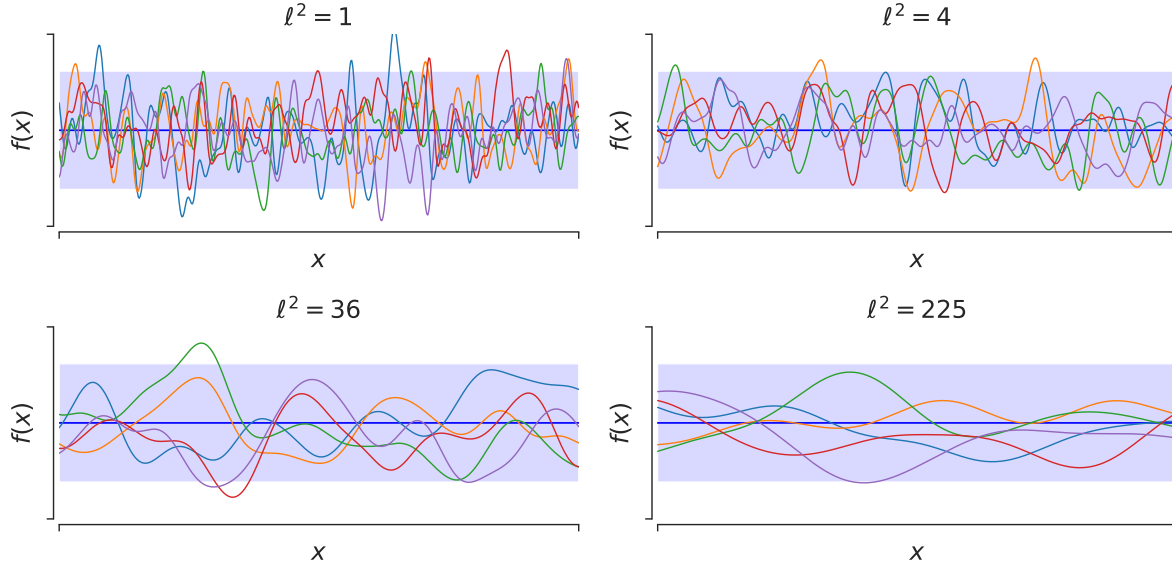 ℓ² = 1
f(x)
x
ℓ² = 4
f(x)
x
ℓ² = 36
f(x)
x
ℓ² = 225
f(x)
x